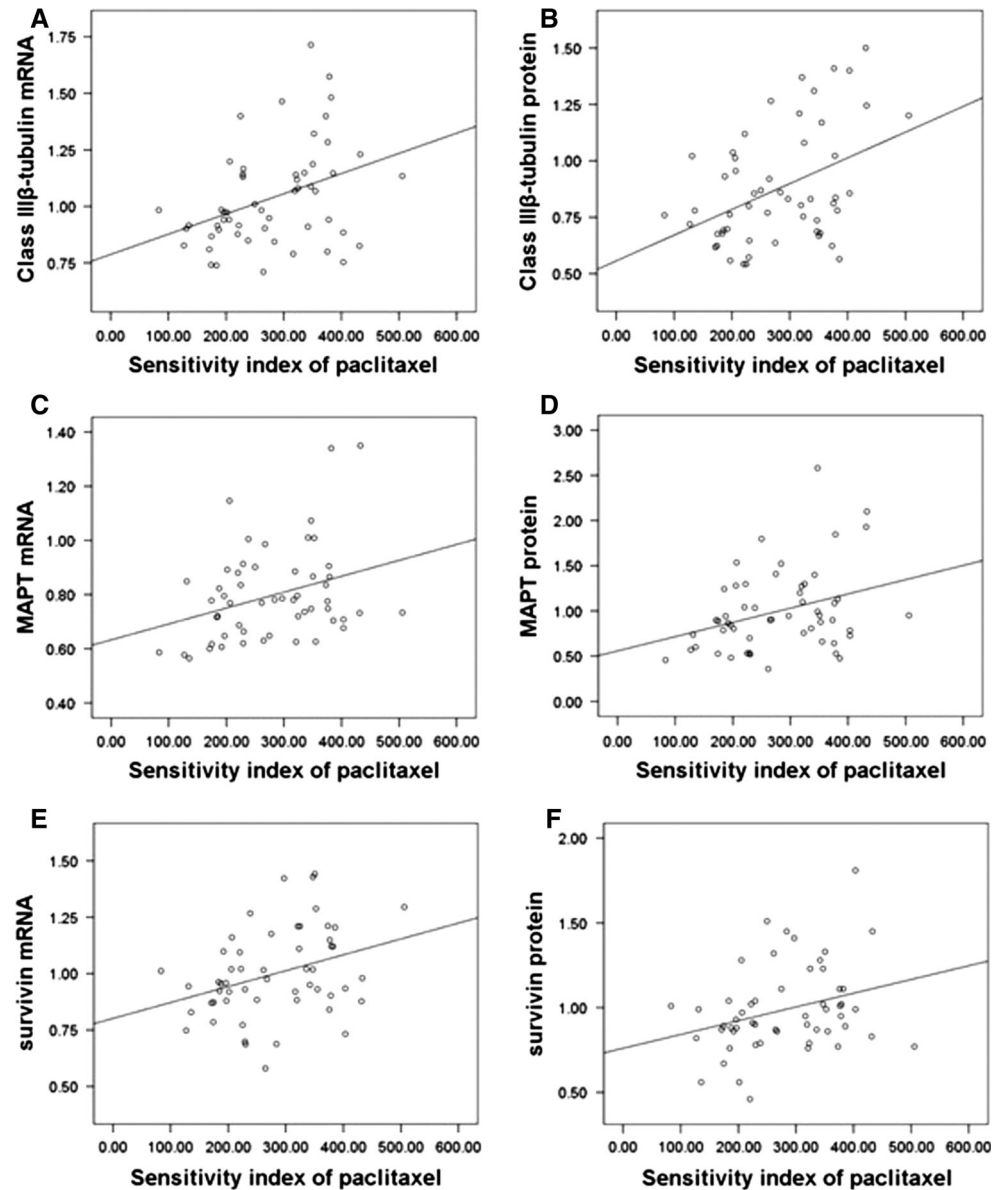 A
Class IIIβ-tubulin mRNA
1.75
1.50
1.25
1.00
0.75
0.00 100.00 200.00 300.00 400.00 500.00 600.00
Sensitivity index of paclitaxel
B
Class IIIβ-tubulin protein
1.50
1.25
1.00
0.75
0.50
0.00 100.00 200.00 300.00 400.00 500.00 600.00
Sensitivity index of paclitaxel
C
MAPT mRNA
1.40
1.20
1.00
0.80
0.60
0.40
0.00 100.00 200.00 300.00 400.00 500.00 600.00
Sensitivity index of paclitaxel
D
MAPT protein
3.00
2.50
2.00
1.50
1.00
0.50
0.00
0.00 100.00 200.00 300.00 400.00 500.00 600.00
Sensitivity index of paclitaxel
E
survivin mRNA
1.50
1.25
1.00
0.75
0.50
0.00 100.00 200.00 300.00 400.00 500.00 600.00
Sensitivity index of paclitaxel
F
survivin protein
2.00
1.50
1.00
0.50
0.00 100.00 200.00 300.00 400.00 500.00 600.00
Sensitivity index of paclitaxel